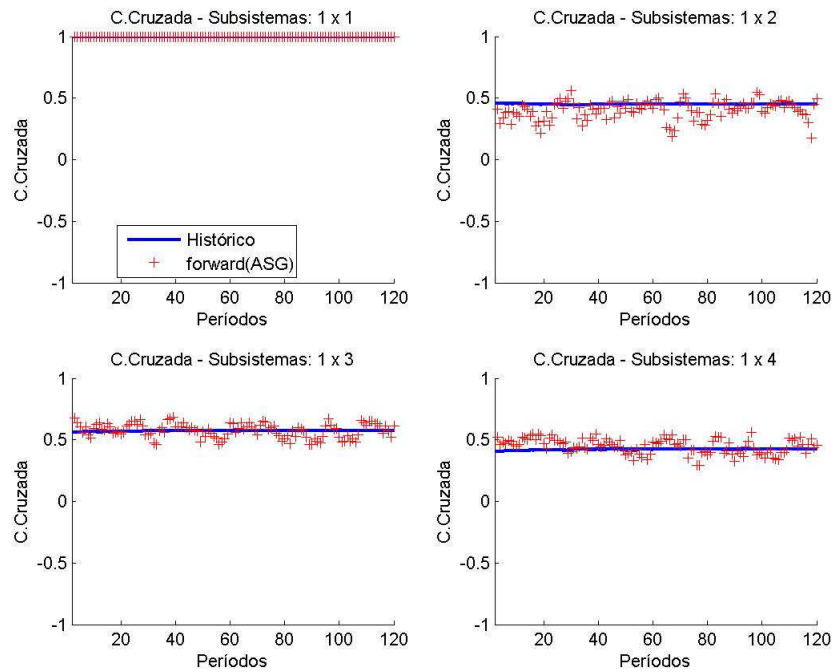 C.Cruzada - Subsistemas: 1 x 1
1
0.5
0
-0.5
-1
C.Cruzada
Histórico
forward(ASG)
20 40 60 80 100 120
Períodos
C.Cruzada - Subsistemas: 1 x 2
1
0.5
0
-0.5
-1
C.Cruzada
20 40 60 80 100 120
Períodos
C.Cruzada - Subsistemas: 1 x 3
1
0.5
0
-0.5
-1
C.Cruzada
20 40 60 80 100 120
Períodos
C.Cruzada - Subsistemas: 1 x 4
1
0.5
0
-0.5
-1
C.Cruzada
20 40 60 80 100 120
Períodos